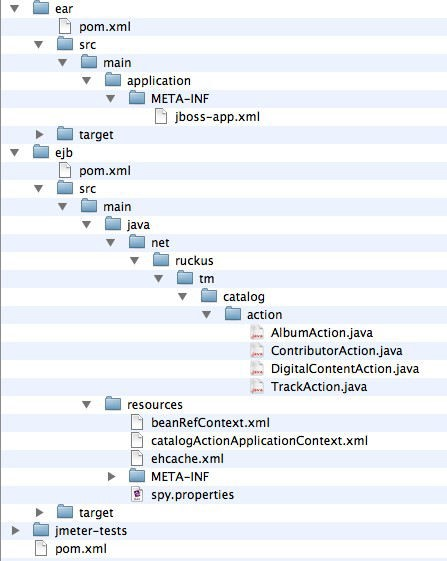 ear
pom.xml
src
main
application
META-INF
jboss-app.xml
target
ejb
pom.xml
src
main
java
net
ruckus
tm
catalog
action
AlbumAction.java
ContributorAction.java
DigitalContentAction.java
TrackAction.java
resources
beanRefContext.xml
catalogActionApplicationContext.xml
ehcache.xml
META-INF
spy.properties
target
jmeter-tests
pom.xml